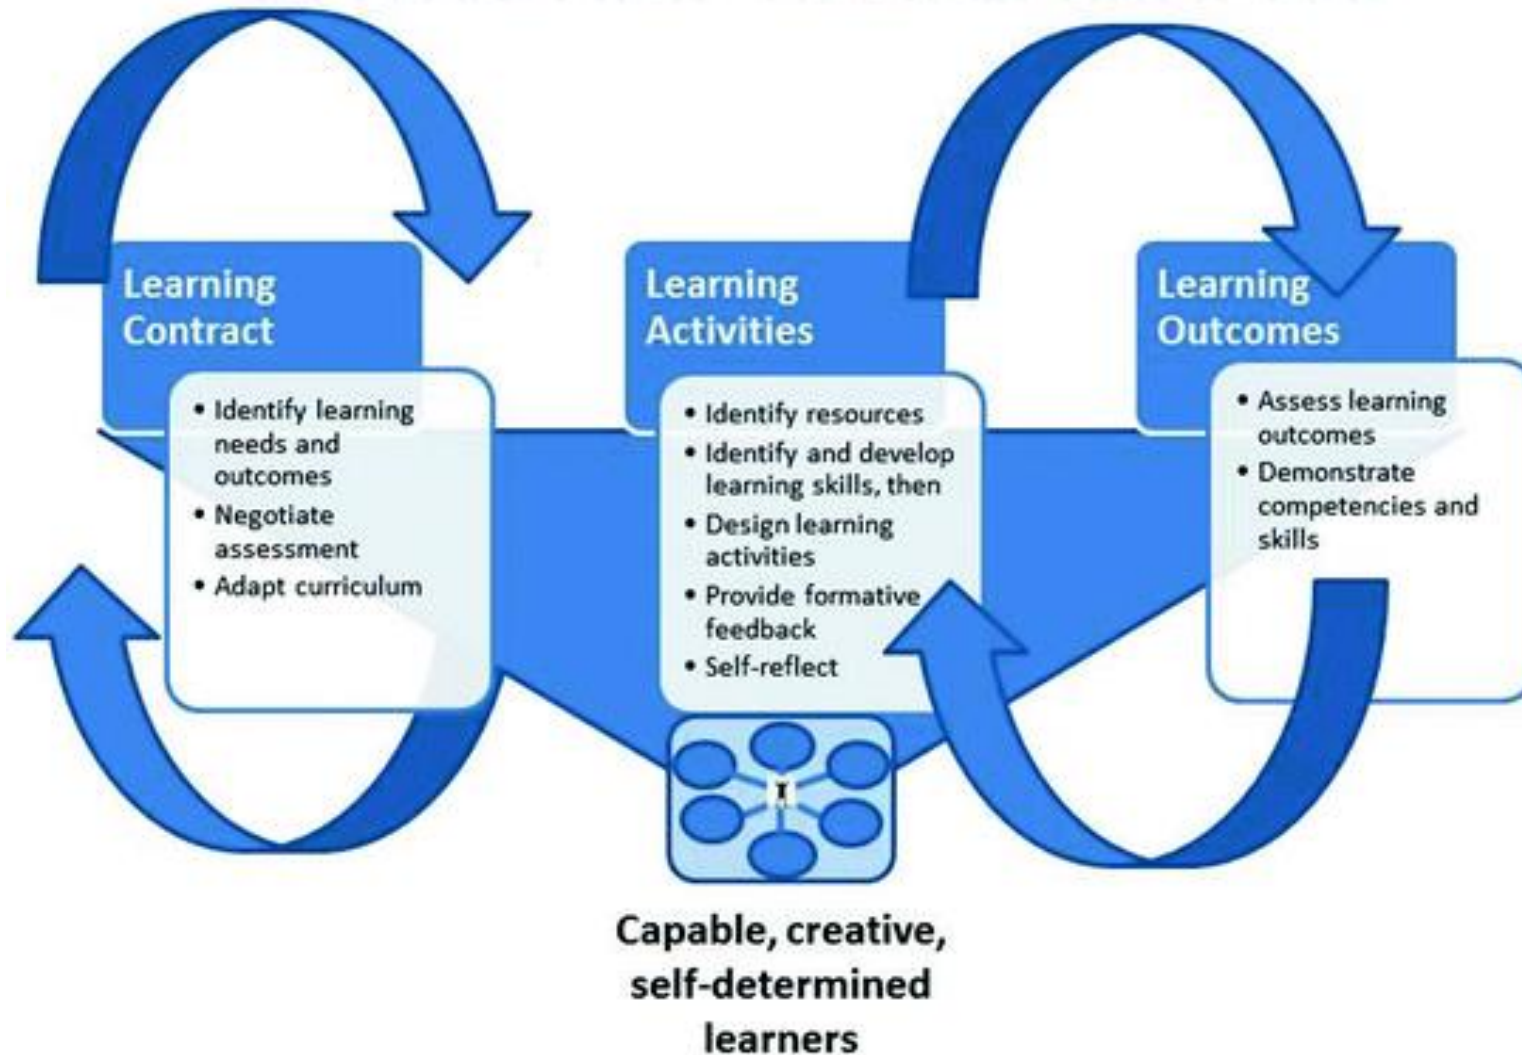 Learning
Contract
• Identify learning
needs and
outcomes
• Negotiate
assessment
• Adapt curriculum
Learning
Activities
• Identify resources
• Identify and develop
learning skills, then
• Design learning
activities
• Provide formative
feedback
• Self-reflect
Learning
Outcomes
• Assess learning
outcomes
• Demonstrate
competencies and
skills
I
Capable, creative,
self-determined
learners